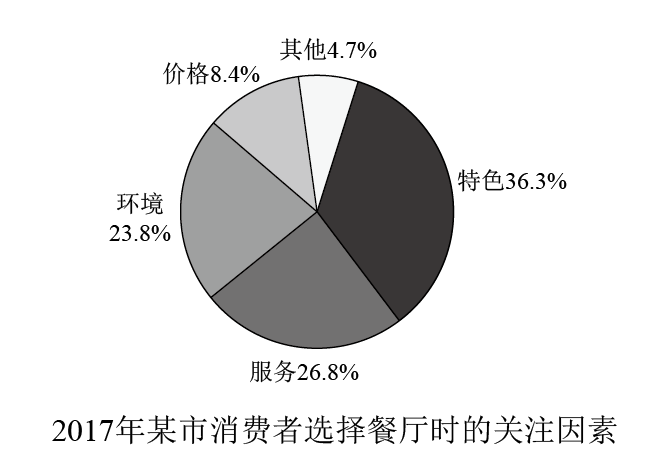 其他4.7%
价格8.4%
特色36.3%
环境
23.8%
服务26.8%
2017年某市消费者选择餐厅时的关注因素